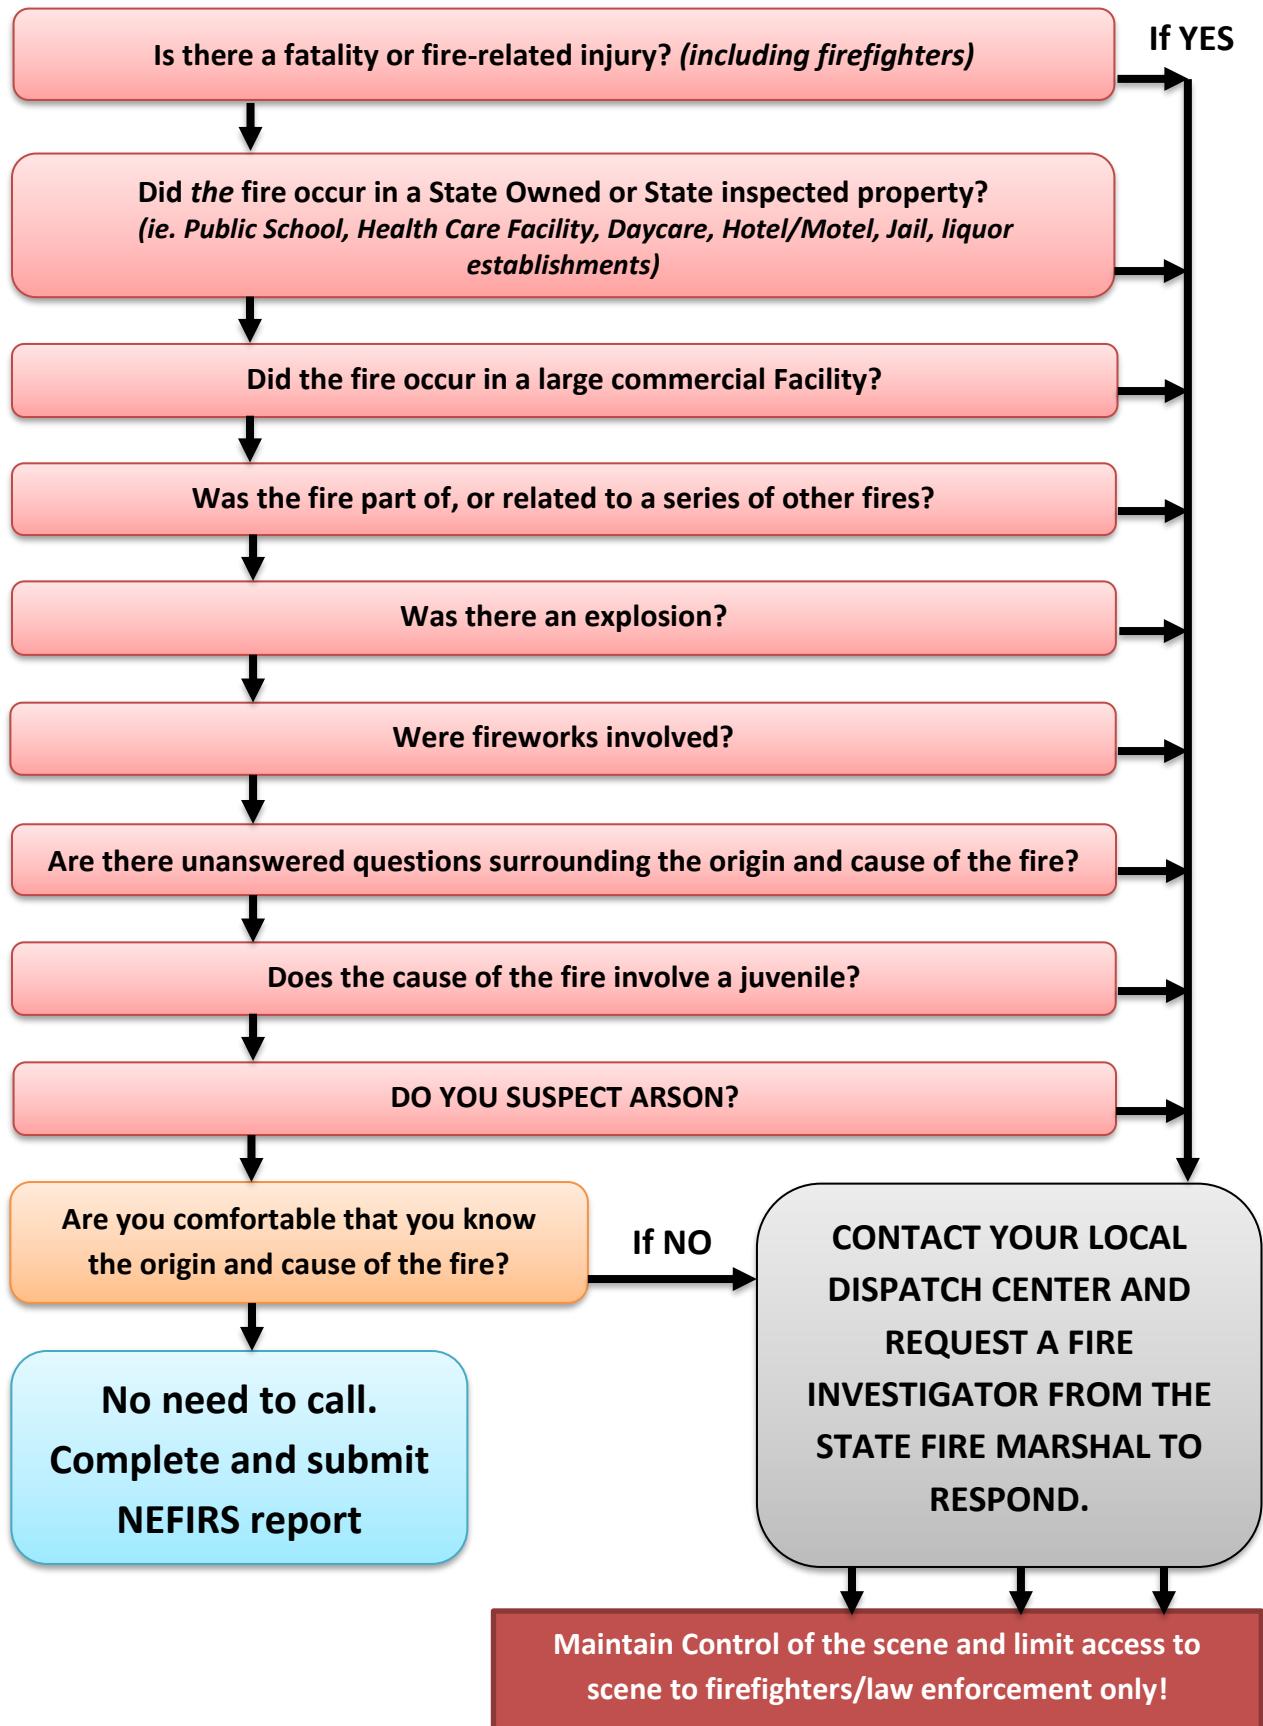 Is there a fatality or fire-related injury? (including firefighters)
If YES
Did the fire occur in a State Owned or State inspected property?
(ie. Public School, Health Care Facility, Daycare, Hotel/Motel, Jail, liquor
establishments)
Did the fire occur in a large commercial Facility?
Was the fire part of, or related to a series of other fires?
Was there an explosion?
Were fireworks involved?
Are there unanswered questions surrounding the origin and cause of the fire?
Does the cause of the fire involve a juvenile?
DO YOU SUSPECT ARSON?
Are you comfortable that you know
the origin and cause of the fire?
If NO
CONTACT YOUR LOCAL
DISPATCH CENTER AND
REQUEST A FIRE
INVESTIGATOR FROM THE
STATE FIRE MARSHAL TO
RESPOND.
No need to call.
Complete and submit
NEFIRS report
Maintain Control of the scene and limit access to
scene to firefighters/law enforcement only!